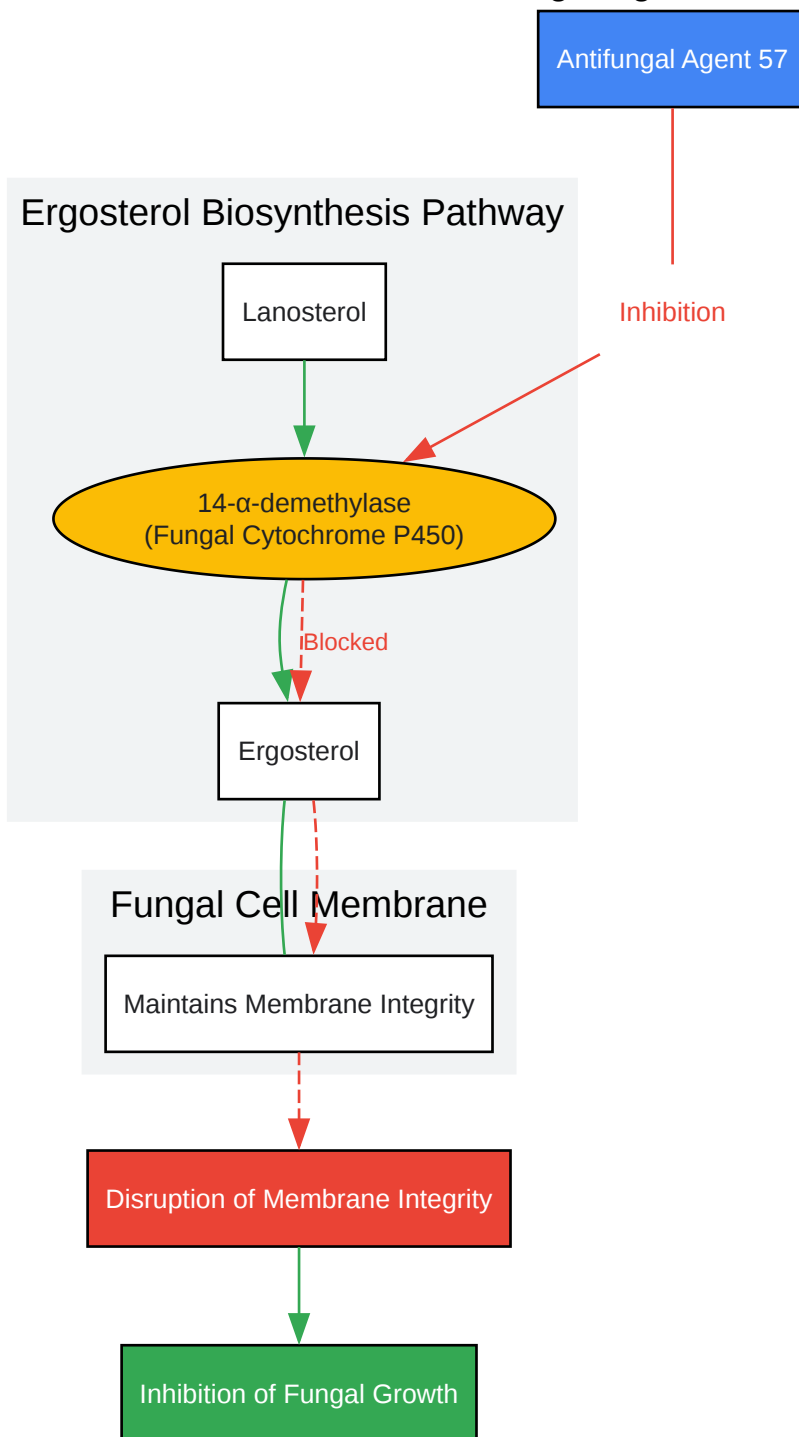 Antifungal Agent 57
Ergosterol Biosynthesis Pathway
Lanosterol
Inhibition
14-α-demethylase
(Fungal Cytochrome P450)
Blocked
Ergosterol
Fungal Cell Membrane
Maintains Membrane Integrity
Disruption of Membrane Integrity
Inhibition of Fungal Growth